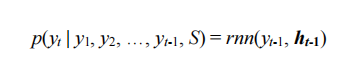 p(yt | y1, y2, …, yt-1, S) = rnn(yt-1, ht-1)